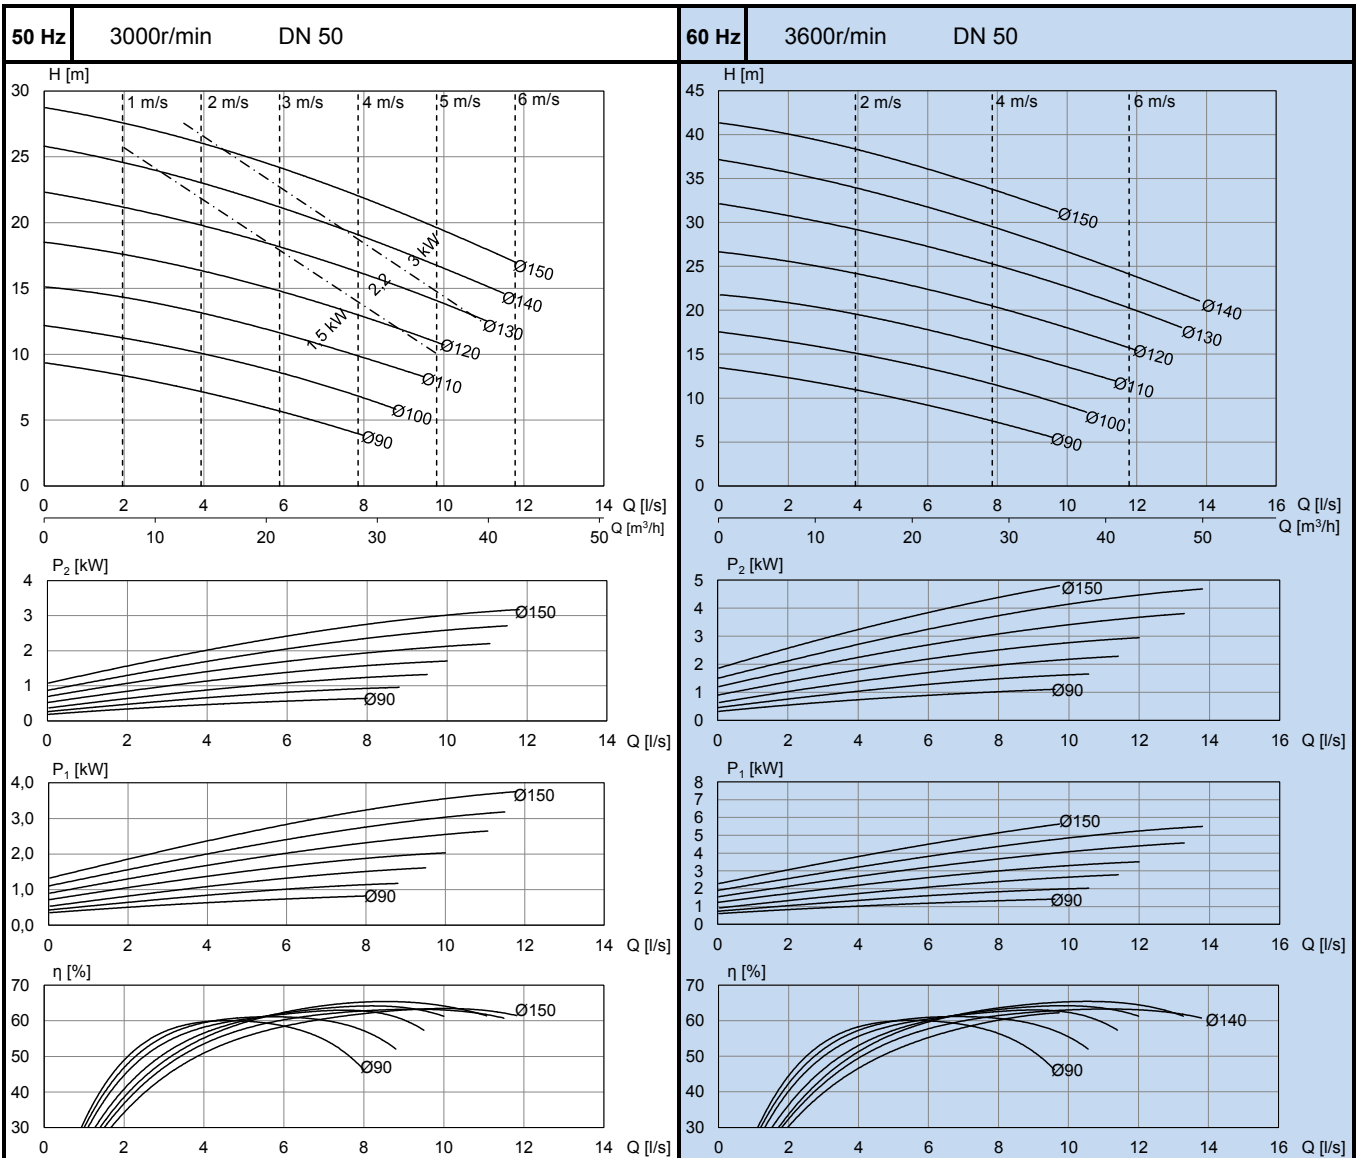 50 Hz 3000r/min DN 50
H [m]
30
25
20
15
10
5
0
1 m/s 2 m/s 3 m/s 4 m/s 5 m/s 6 m/s
3 kW
2,2
1,5 kW
Ø150
Ø140
Ø130
Ø120
Ø110
Ø100
Ø90
0 2 4 6 8 10 12 14 Q [l/s]
0 10 20 30 40 50 Q [m³/h]
P₂ [kW]
4
3
2
1
0
Ø150
Ø90
0 2 4 6 8 10 12 14 Q [l/s]
P₁ [kW]
4,0
3,0
2,0
1,0
0,0
Ø150
Ø90
0 2 4 6 8 10 12 14 Q [l/s]
η [%]
70
60
50
40
30
Ø150
Ø90
0 2 4 6 8 10 12 14 Q [l/s]
60 Hz 3600r/min DN 50
H [m]
45
40
35
30
25
20
15
10
5
0
2 m/s 4 m/s 6 m/s
Ø150
Ø140
Ø130
Ø120
Ø110
Ø100
Ø90
0 2 4 6 8 10 12 14 16 Q [l/s]
0 10 20 30 40 50 Q [m³/h]
P₂ [kW]
5
4
3
2
1
0
Ø150
Ø90
0 2 4 6 8 10 12 14 16 Q [l/s]
P₁ [kW]
8
7
6
5
4
3
2
1
0
Ø150
Ø90
0 2 4 6 8 10 12 14 16 Q [l/s]
η [%]
70
60
50
40
30
Ø140
Ø90
0 2 4 6 8 10 12 14 16 Q [l/s]